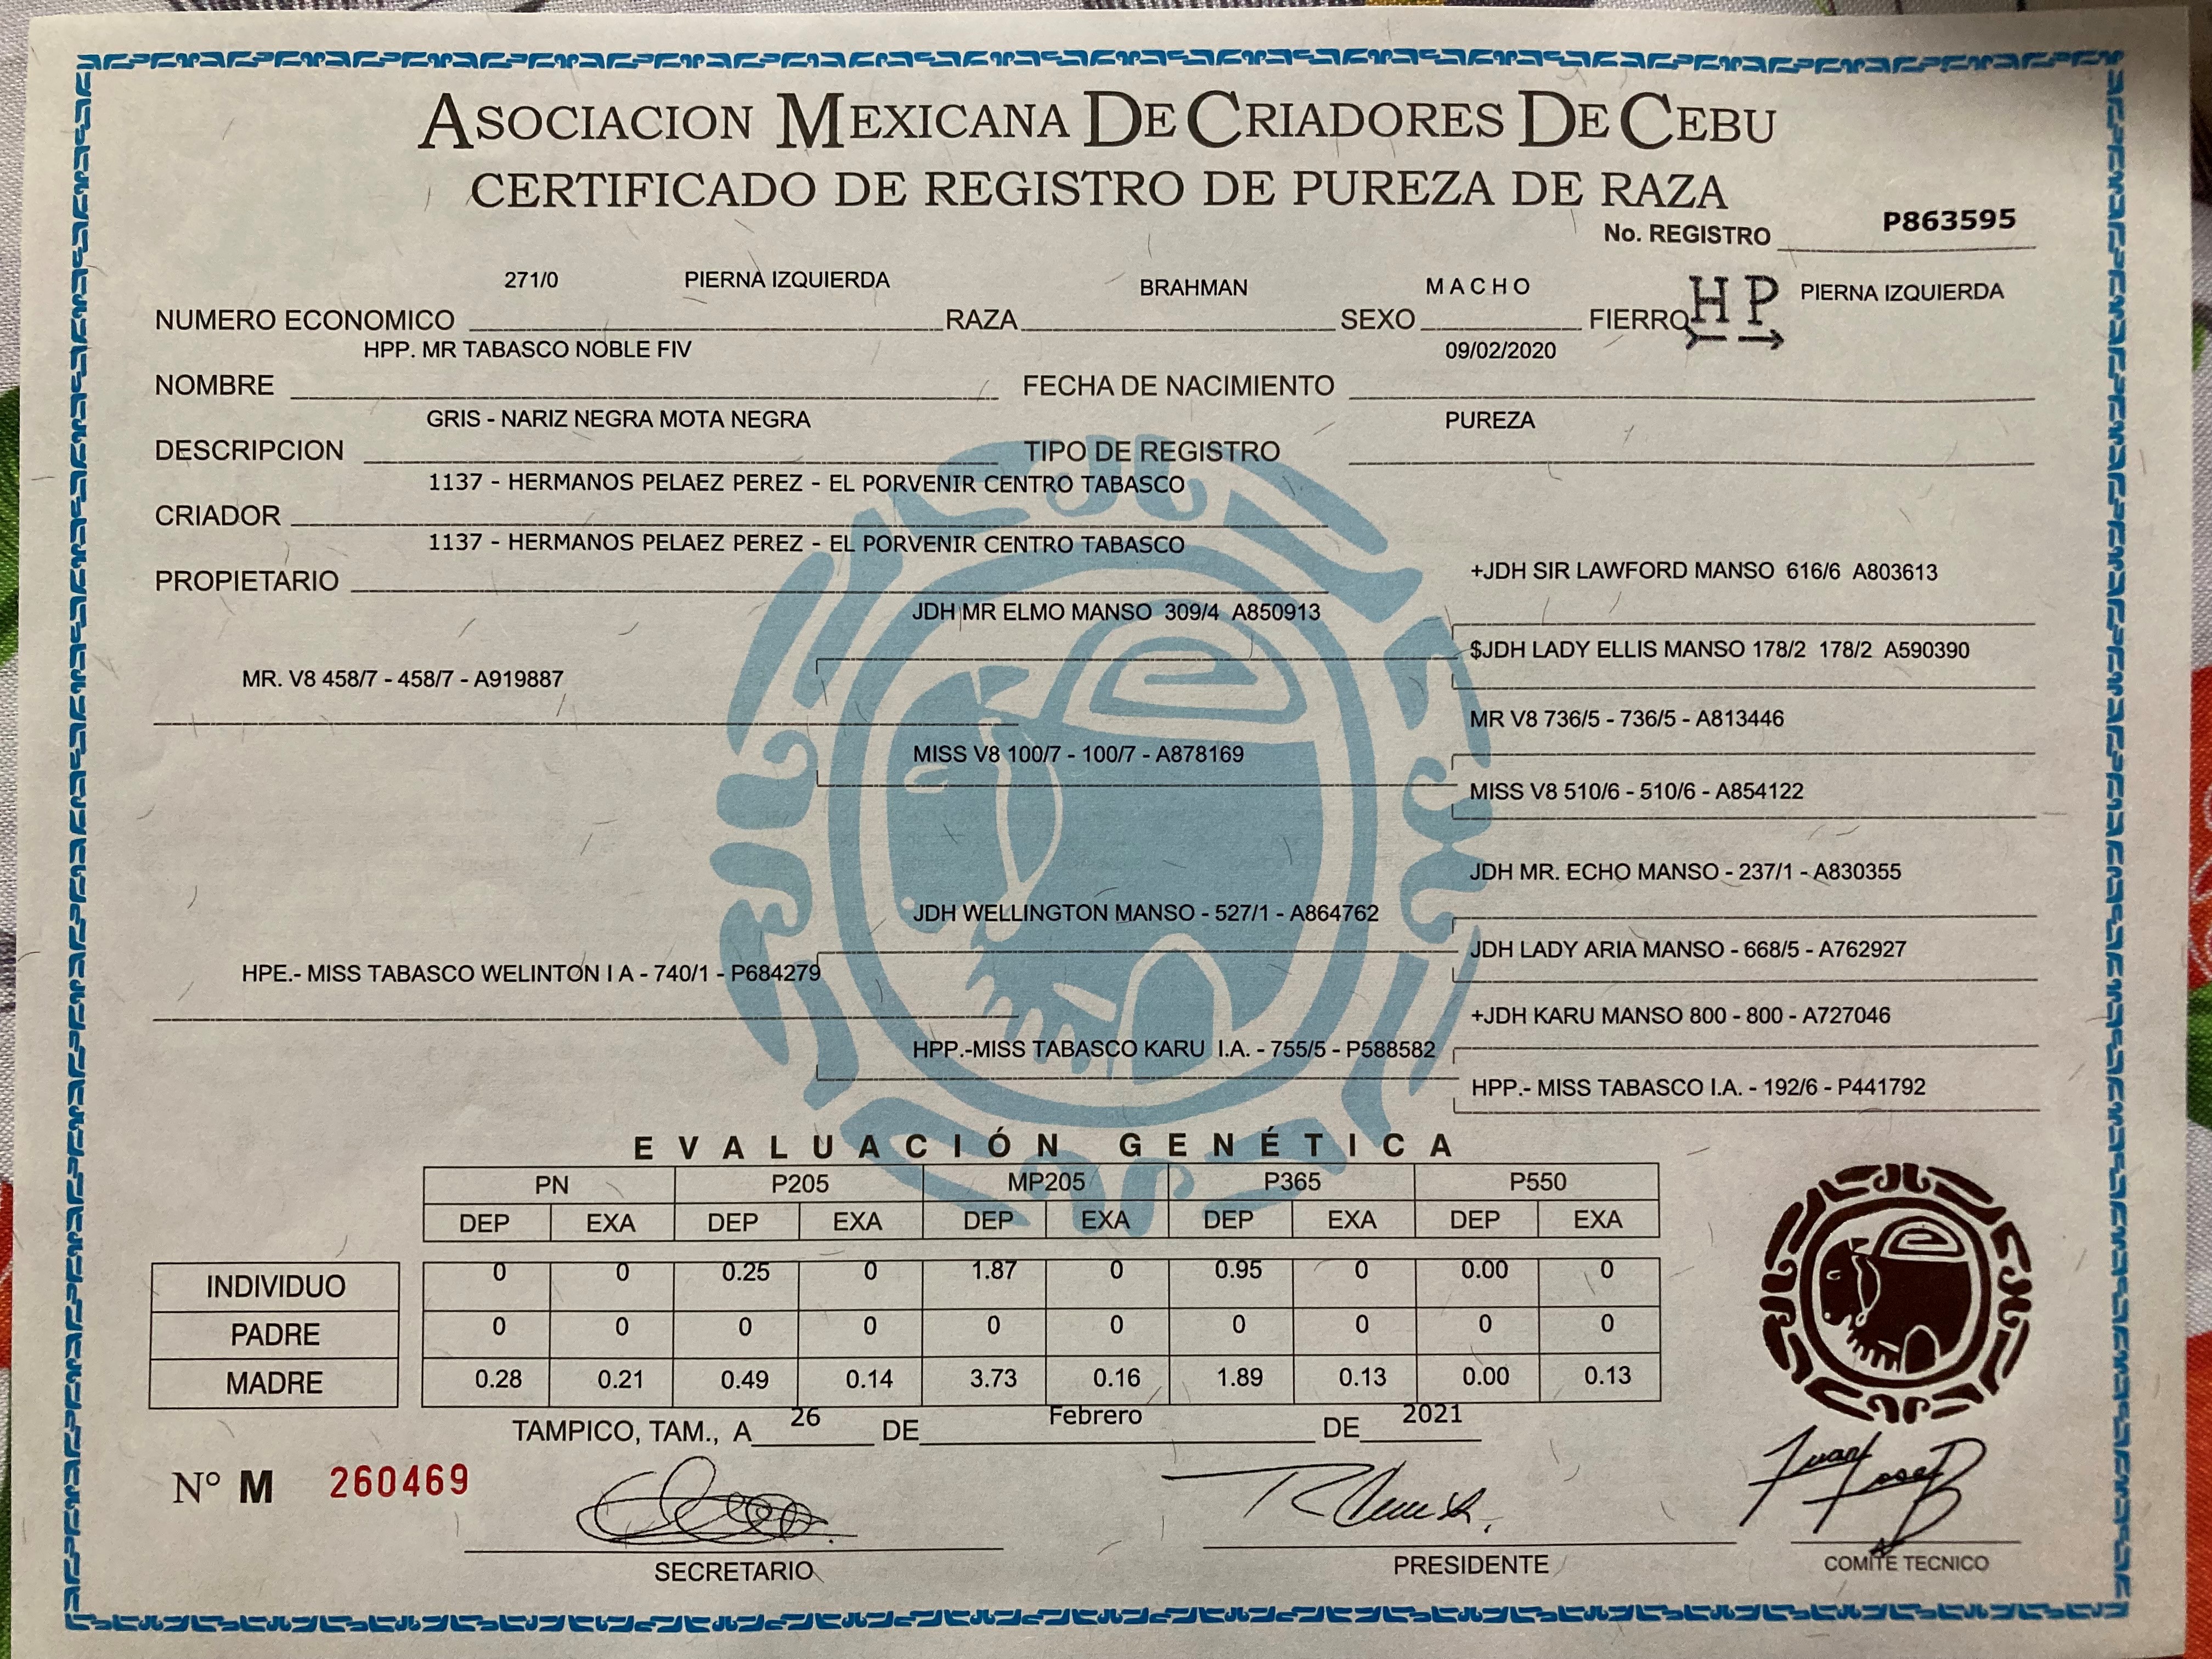 ASOCIACION MEXICANA DE CRIADORES DE CEBU
CERTIFICADO DE REGISTRO DE PUREZA DE RAZA
No. REGISTRO P863595
271/0 PIERNA IZQUIERDA BRAHMAN MACHO HP PIERNA IZQUIERDA
NUMERO ECONOMICO RAZA SEXO FIERRO
HPP. MR TABASCO NOBLE FIV 09/02/2020
NOMBRE FECHA DE NACIMIENTO
GRIS - NARIZ NEGRA MOTA NEGRA PUREZA
DESCRIPCION TIPO DE REGISTRO
1137 - HERMANOS PELAEZ PEREZ - EL PORVENIR CENTRO TABASCO
CRIADOR
1137 - HERMANOS PELAEZ PEREZ - EL PORVENIR CENTRO TABASCO
PROPIETARIO
+JDH SIR LAWFORD MANSO 616/6 A803613
JDH MR ELMO MANSO 309/4 A850913
$JDH LADY ELLIS MANSO 178/2 178/2 A590390
MR. V8 458/7 - 458/7 - A919887
MR V8 736/5 - 736/5 - A813446
MISS V8 100/7 - 100/7 - A878169
MISS V8 510/6 - 510/6 - A854122
JDH MR. ECHO MANSO - 237/1 - A830355
JDH WELLINGTON MANSO - 527/1 - A864762
JDH LADY ARIA MANSO - 668/5 - A762927
HPE.- MISS TABASCO WELINTON I A - 740/1 - P684279
+JDH KARU MANSO 800 - 800 - A727046
HPP.-MISS TABASCO KARU I.A. - 755/5 - P588582
HPP.- MISS TABASCO I.A. - 192/6 - P441792
EVALUACIÓN GENÉTICA
PN P205 MP205 P365 P550
DEP EXA DEP EXA DEP EXA DEP EXA DEP EXA
INDIVIDUO 0 0 0.25 0 1.87 0 0.95 0 0.00 0
PADRE 0 0 0 0 0 0 0 0 0 0
MADRE 0.28 0.21 0.49 0.14 3.73 0.16 1.89 0.13 0.00 0.13
TAMPICO, TAM., A 26 DE Febrero DE 2021
N° M 260469
SECRETARIO PRESIDENTE COMITE TECNICO